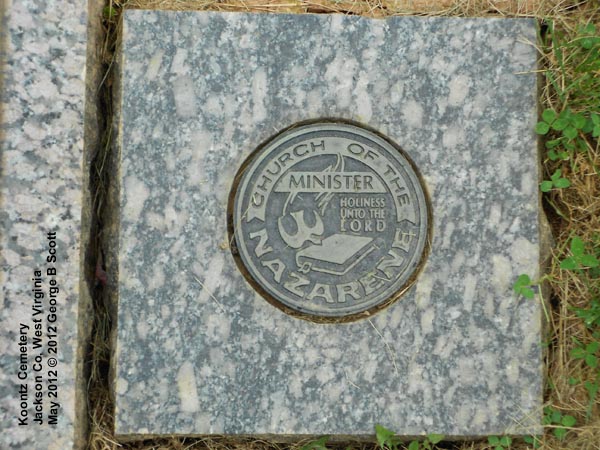 CHURCH OF THE
MINISTER
HOLINESS
UNTO THE
LORD
NAZARENE
Koontz Cemetery
Jackson Co, West Virginia
May 2012 © 2012 George B Scott